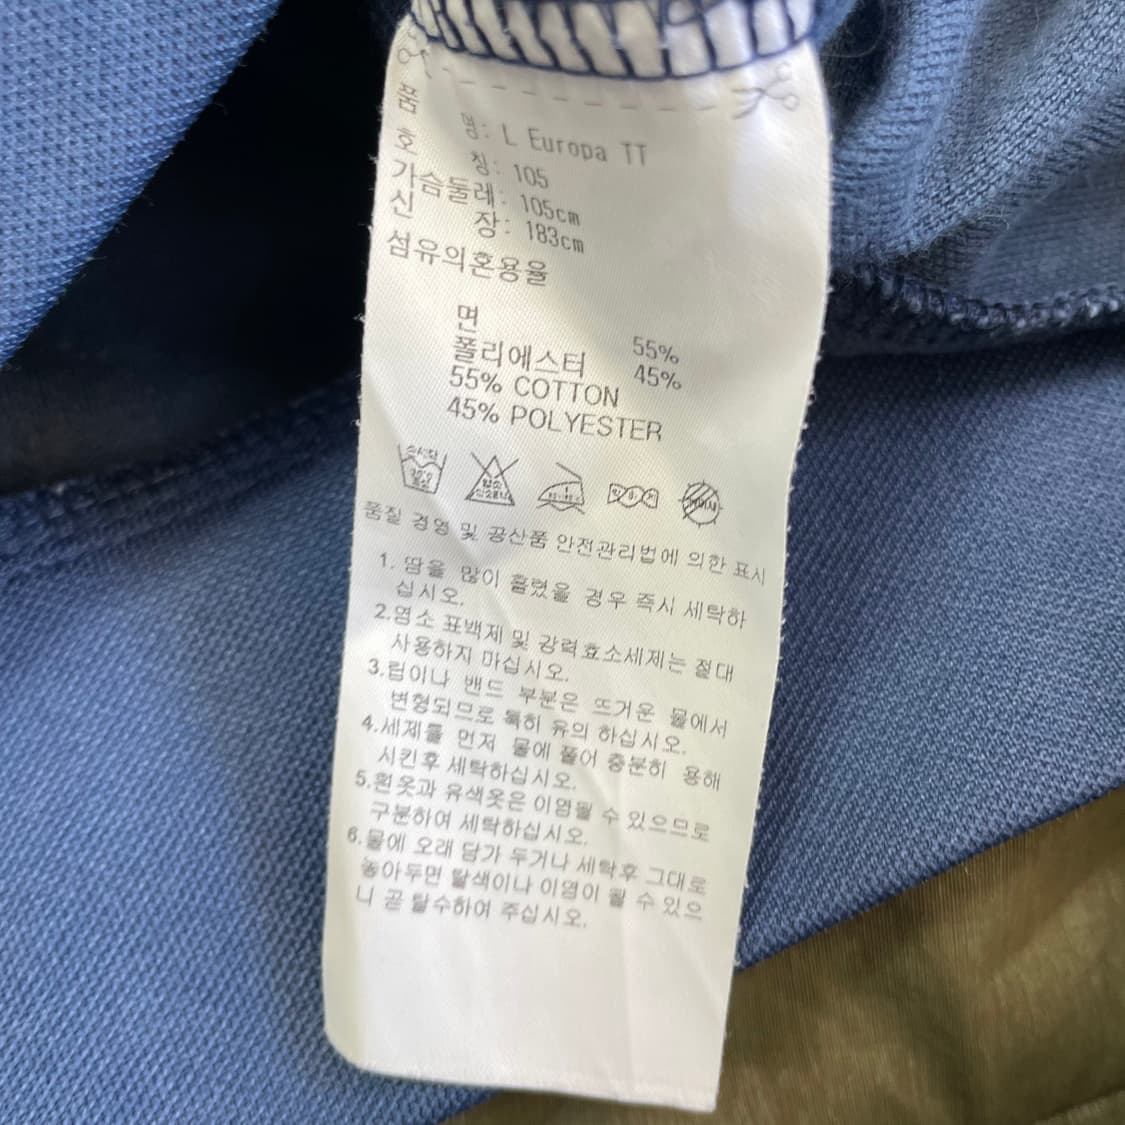 품 명: L Europa TT
호 칭: 105
가슴둘레: 105cm
신 장: 183cm
섬유의혼용율
면 55%
폴리에스터 45%
55% COTTON
45% POLYESTER
품질 경영 및 공산품 안전관리법에 의한 표시
1. 땀을 많이 흘렸을 경우 즉시 세탁하
십시오.
2.염소 표백제 및 강력효소세제는 절대
사용하지 마십시오.
3.립이나 밴드 부분은 뜨거운 물에서
변형되므로 특히 유의 하십시오.
4.세제를 먼저 물에 풀어 충분히 용해
시킨후 세탁하십시오.
5.흰옷과 유색옷은 이염될 수 있으므로
구분하여 세탁하십시오.
6.물에 오래 담가 두거나 세탁후 그대로
놓아두면 탈색이나 이염이 될 수 있으
니 곧 탈수하여 주십시오.